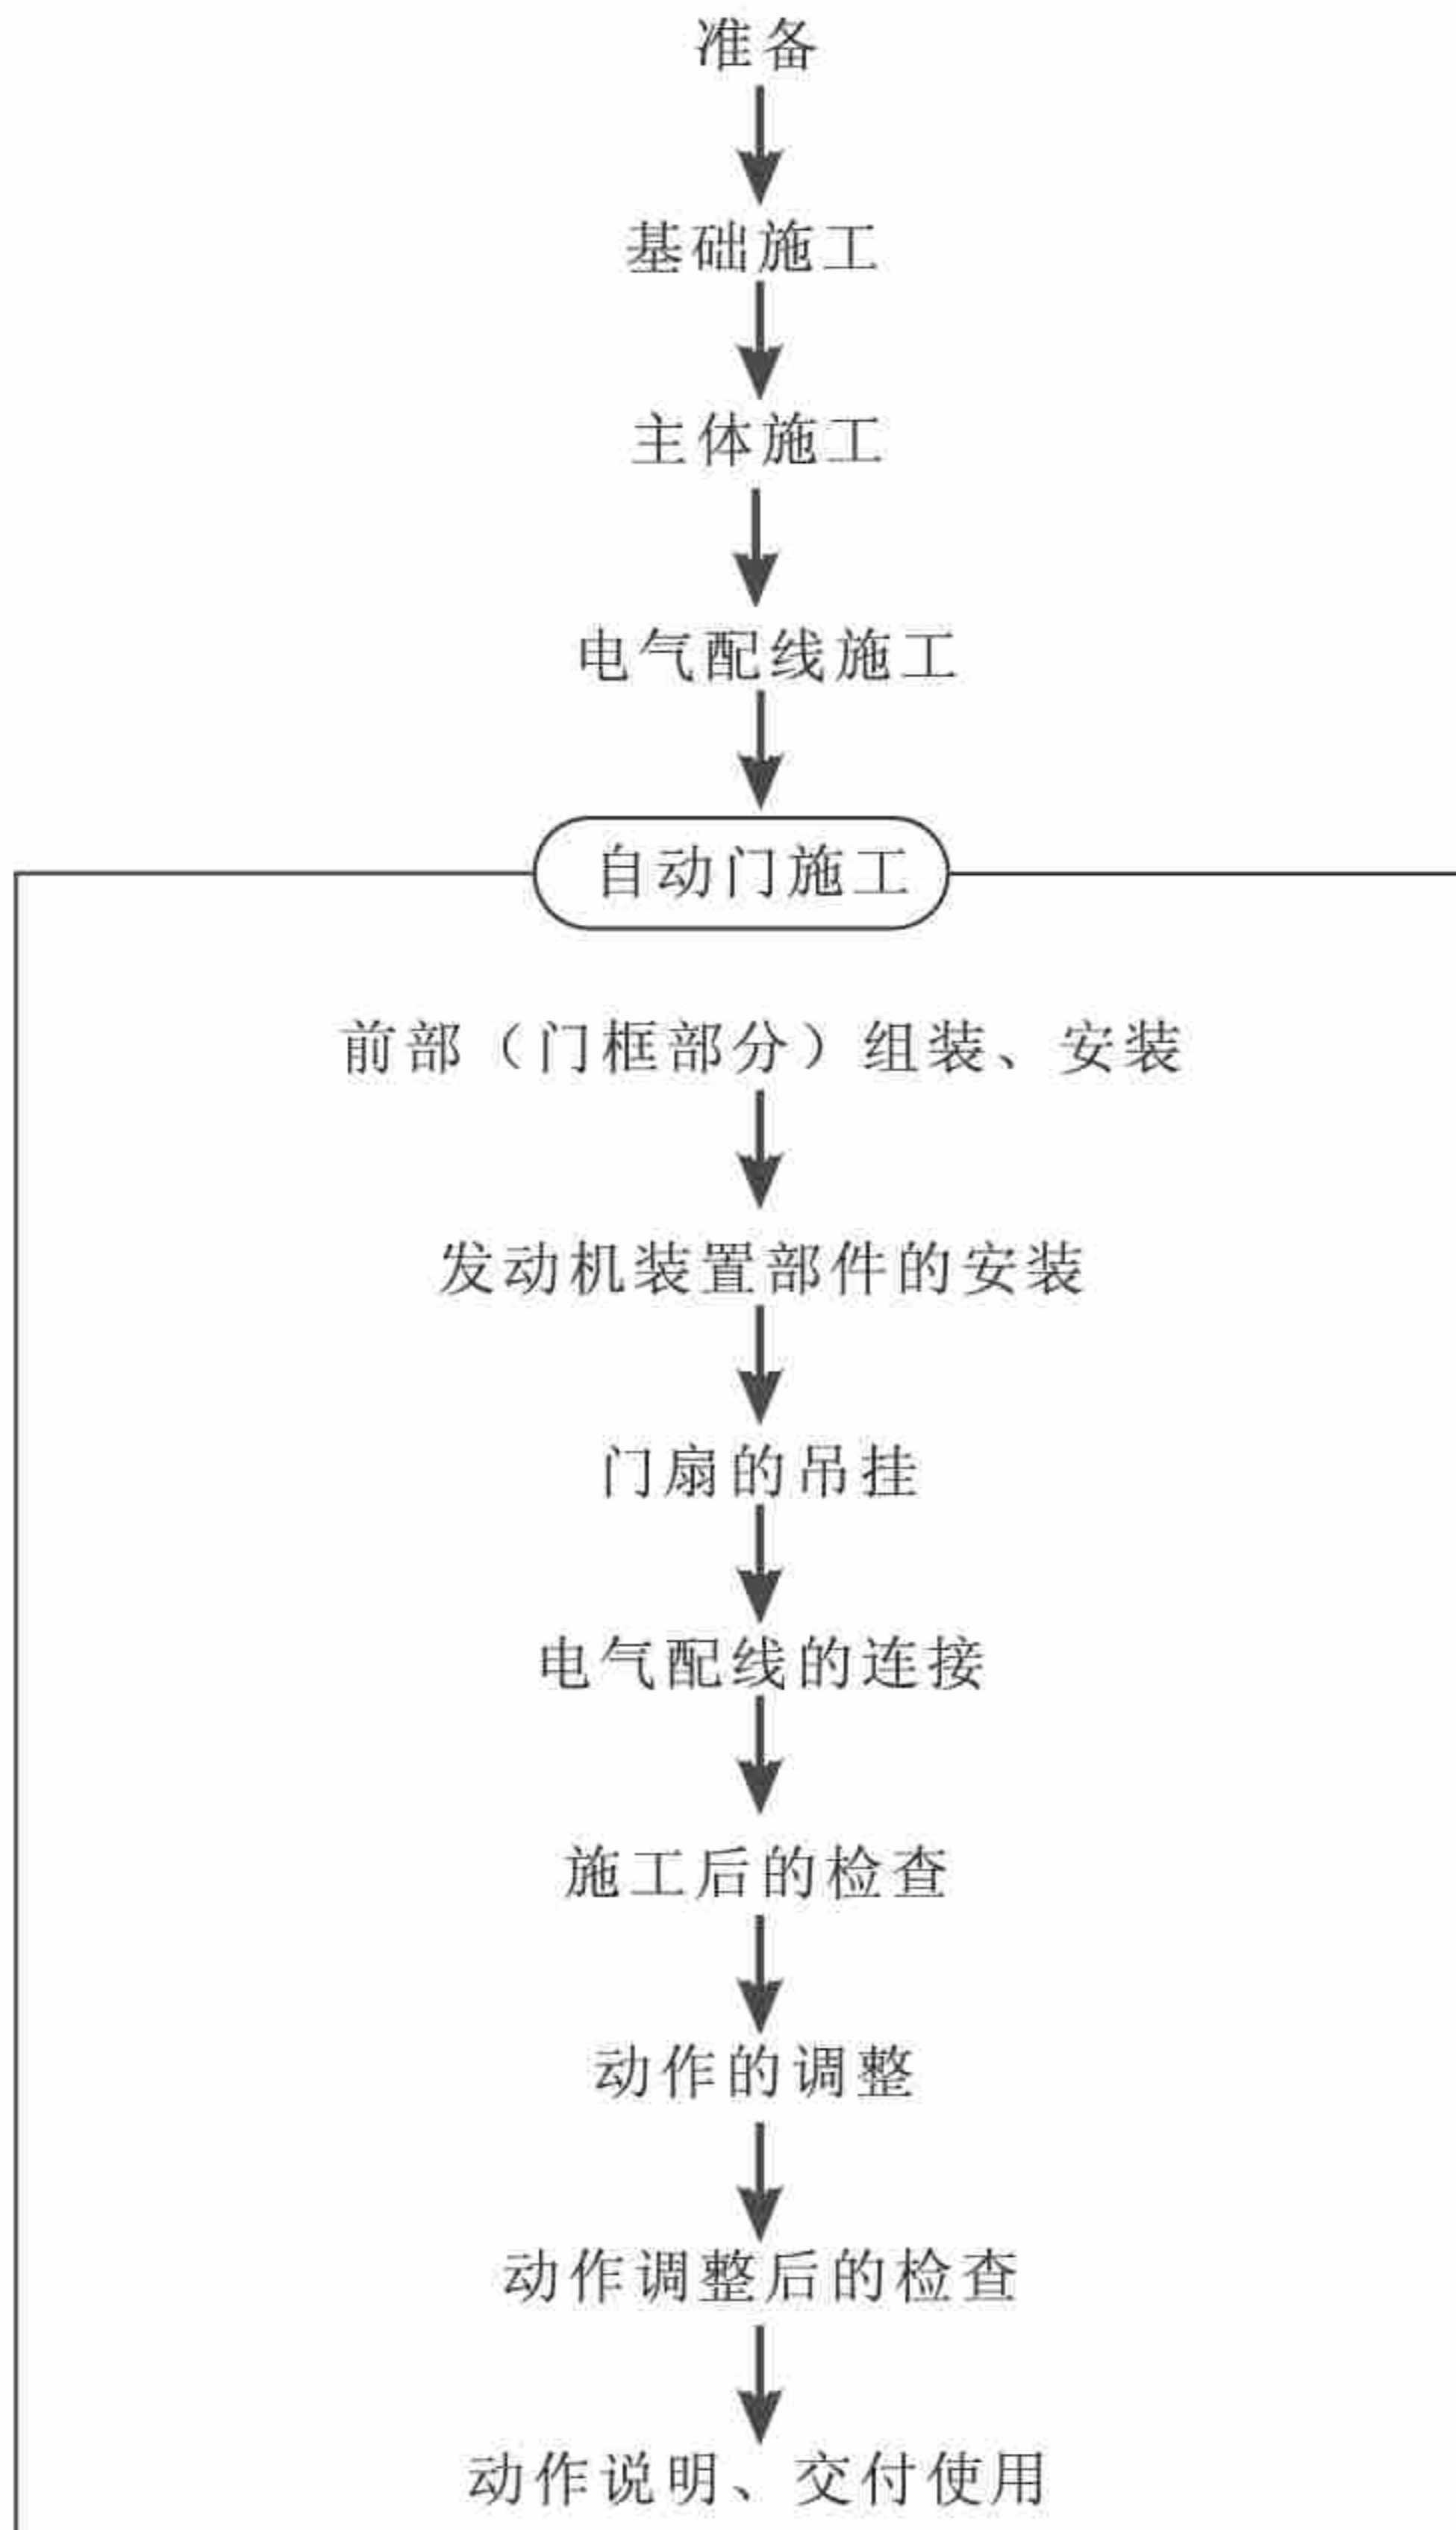 准备
基础施工
主体施工
电气配线施工
自动门施工
前部（门框部分）组装、安装
发动机装置部件的安装
门扇的吊挂
电气配线的连接
施工后的检查
动作的调整
动作调整后的检查
动作说明、交付使用